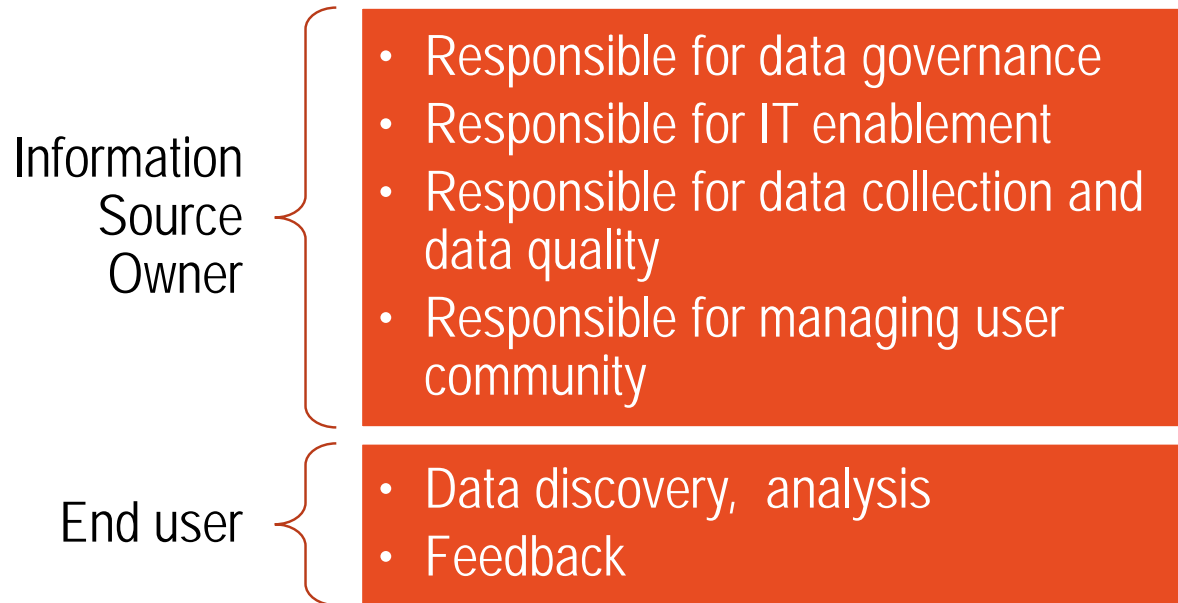 Information
Source
Owner
• Responsible for data governance
• Responsible for IT enablement
• Responsible for data collection and
data quality
• Responsible for managing user
community
End user
• Data discovery,  analysis
• Feedback